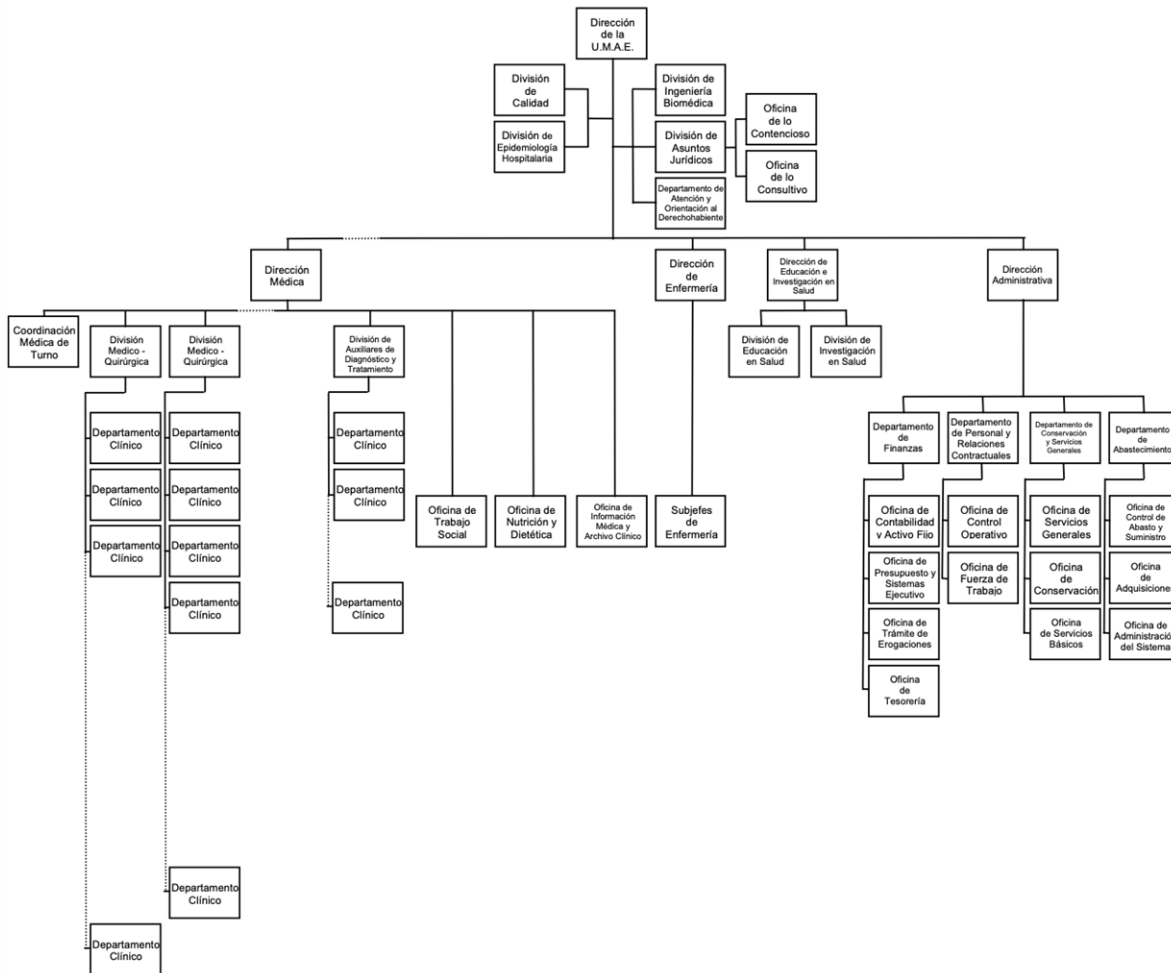 Dirección
de la
U.M.A.E.
División
de
Calidad
División de
Ingeniería
Biomédica
Oficina
de lo
Contencioso
División de
Epidemiología
Hospitalaria
División de
Asuntos
Jurídicos
Oficina
de lo
Consultivo
Departamento de
Atención y
Orientación al
Derechohabiente
Dirección
Médica
Dirección
de
Enfermería
Dirección de
Educación e
Investigación en
Salud
Dirección
Administrativa
Coordinación
Médica de
Turno
División
Medico -
Quirúrgica
División
Medico -
Quirúrgica
División de
Auxiliares de
Diagnóstico y
Tratamiento
División de
Educación
en Salud
División de
Investigación
en Salud
Departamento
Clínico
Departamento
Clínico
Departamento
Clínico
Departamento
de
Finanzas
Departamento
de Personal y
Relaciones
Contractuales
Departamento de
Conservación
y Servicios
Generales
Departamento
de
Abastecimiento
Departamento
Clínico
Departamento
Clínico
Departamento
Clínico
Oficina de
Trabajo
Social
Oficina de
Nutrición y
Dietética
Oficina de
Información
Médica y
Archivo Clínico
Subjefes de
Enfermería
Oficina de
Contabilidad
y Activo Fijo
Oficina de
Control
Operativo
Oficina de
Servicios
Generales
Oficina de
Control de
Abasto y
Suministro
Departamento
Clínico
Departamento
Clínico
Oficina de
Presupuesto y
Sistemas
Ejecutivo
Oficina de
Fuerza de
Trabajo
Oficina
de
Conservación
Oficina
de
Adquisiciones
Departamento
Clínico
Departamento
Clínico
Oficina de
Trámite de
Erogaciones
Oficina
de Servicios
Básicos
Oficina de
Administración
del Sistema
Oficina
de
Tesorería
Departamento
Clínico
Departamento
Clínico